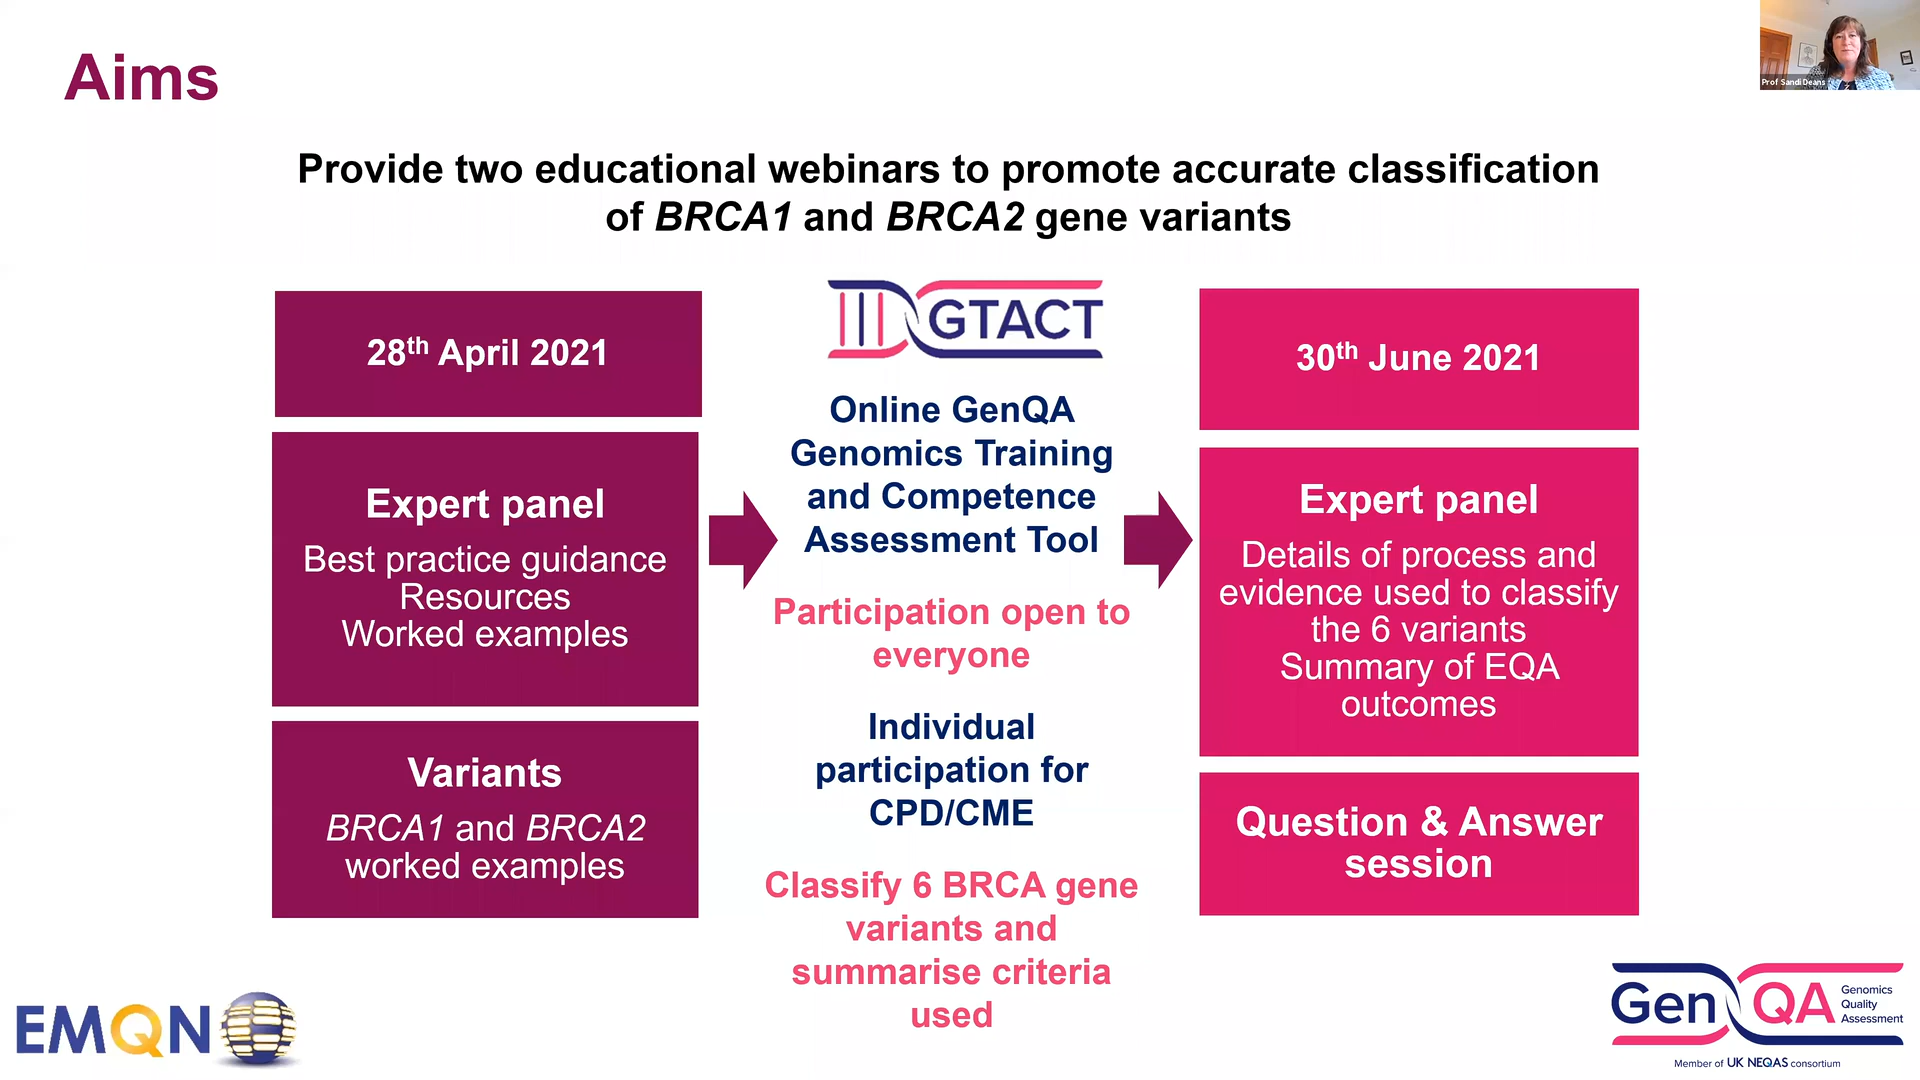 Aims
Prof Sandi Deans
Provide two educational webinars to promote accurate classification
of BRCA1 and BRCA2 gene variants
28th April 2021
Expert panel
Best practice guidance
Resources
Worked examples
Variants
BRCA1 and BRCA2
worked examples
GTACT
Online GenQA
Genomics Training
and Competence
Assessment Tool
Participation open to
everyone
Individual
participation for
CPD/CME
Classify 6 BRCA gene
variants and
summarise criteria
used
30th June 2021
Expert panel
Details of process and
evidence used to classify
the 6 variants
Summary of EQA
outcomes
Question & Answer
session
EMQN
GenQA
Genomics
Quality
Assessment
Member of UK NEQAS consortium